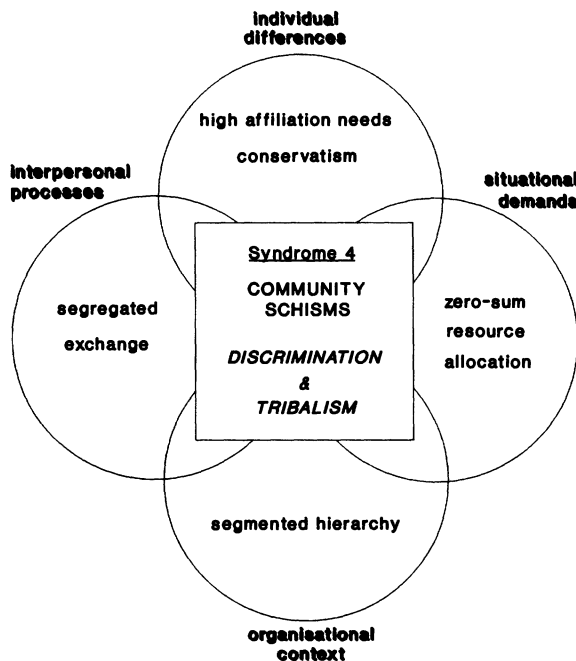 individual
differences
high affiliation needs
conservatism
interpersonal
processes
situational
demands
Syndrome 4
COMMUNITY
SCHISMS
DISCRIMINATION
&
TRIBALISM
segregated
exchange
zero-sum
resource
allocation
segmented hierarchy
organisational
context